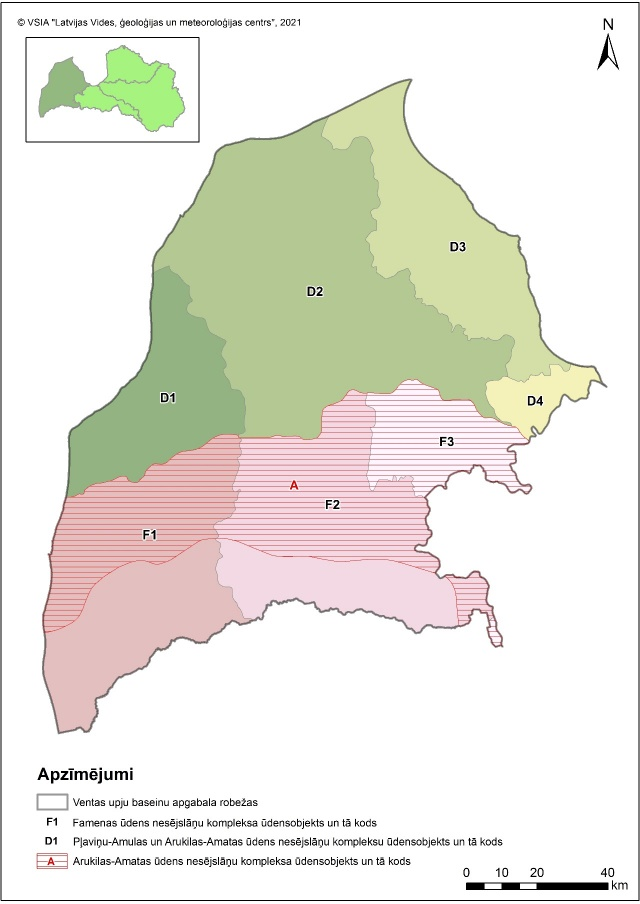 © VSIA "Latvijas Vides, ģeoloģijas un meteoroloģijas centrs", 2021
N
D3
D2
D1
D4
F3
A
F2
F1
Apzīmējumi
Ventas upju baseinu apgabala robežas
F1 Famenas ūdens nesējslāņu kompleksa ūdensobjekts un tā kods
D1 Pļaviņu-Amulas un Arukilas-Amatas ūdens nesējslāņu kompleksu ūdensobjekts un tā kods
A Arukilas-Amatas ūdens nesējslāņu kompleksa ūdensobjekts un tā kods
0 10 20 40
km